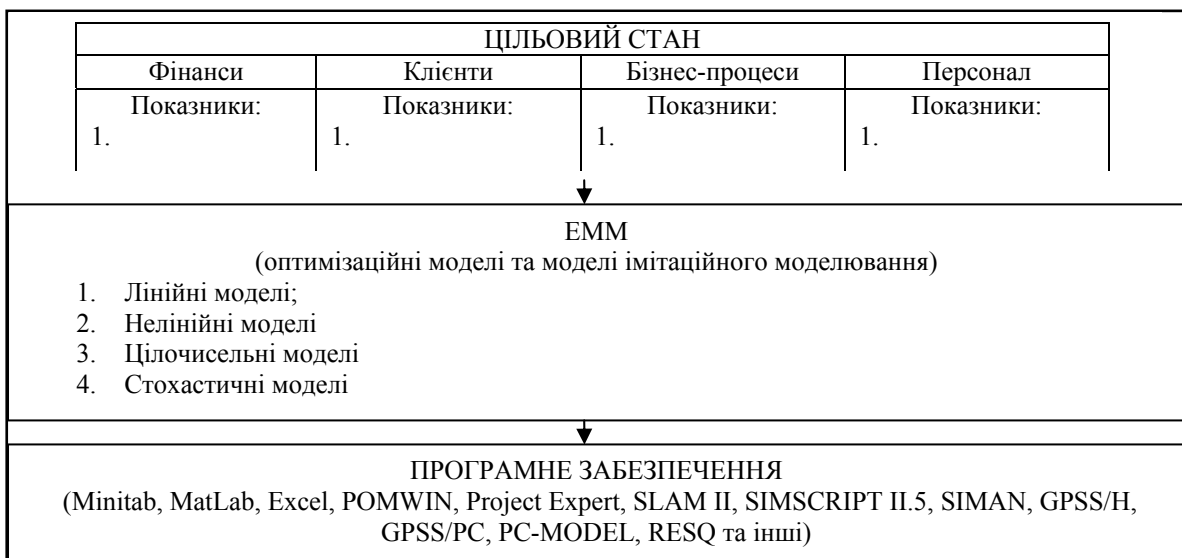 ЦІЛЬОВИЙ СТАН
Фінанси Клієнти Бізнес-процеси Персонал
Показники: Показники: Показники: Показники:
1. 1. 1. 1.
ЕММ
(оптимізаційні моделі та моделі імітаційного моделювання)
1. Лінійні моделі;
2. Нелінійні моделі
3. Цілочисельні моделі
4. Стохастичні моделі
ПРОГРАМНЕ ЗАБЕЗПЕЧЕННЯ
(Minitab, MatLab, Excel, POMWIN, Project Expert, SLAM II, SIMSCRIPT II.5, SIMAN, GPSS/H,
GPSS/PC, PC-MODEL, RESQ та інші)